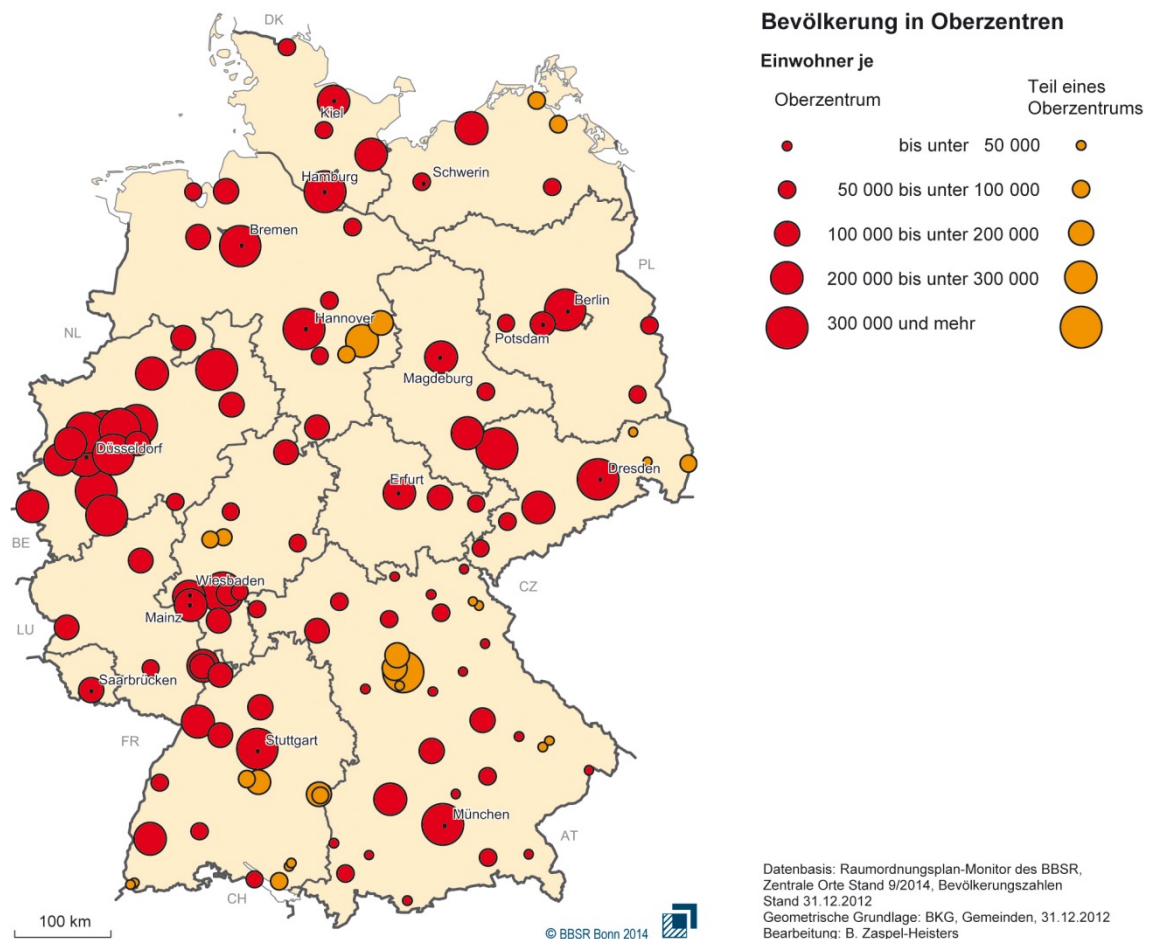 Bevölkerung in Oberzentren
Einwohner je
Oberzentrum
Teil eines
Oberzentrums
bis unter 50 000
50 000 bis unter 100 000
100 000 bis unter 200 000
200 000 bis unter 300 000
300 000 und mehr
DK
Kiel
Schwerin
Hamburg
Bremen
PL
Berlin
NL
Hannover
Potsdam
Magdeburg
Düsseldorf
Dresden
Erfurt
BE
Wiesbaden
CZ
Mainz
LU
Saarbrücken
FR
Stuttgart
München
AT
CH
100 km
© BBSR Bonn 2014
Datenbasis: Raumordnungsplan-Monitor des BBSR,
Zentrale Orte Stand 9/2014, Bevölkerungszahlen
Stand 31.12.2012
Geometrische Grundlage: BKG, Gemeinden, 31.12.2012
Bearbeitung: B. Zaspel-Heisters